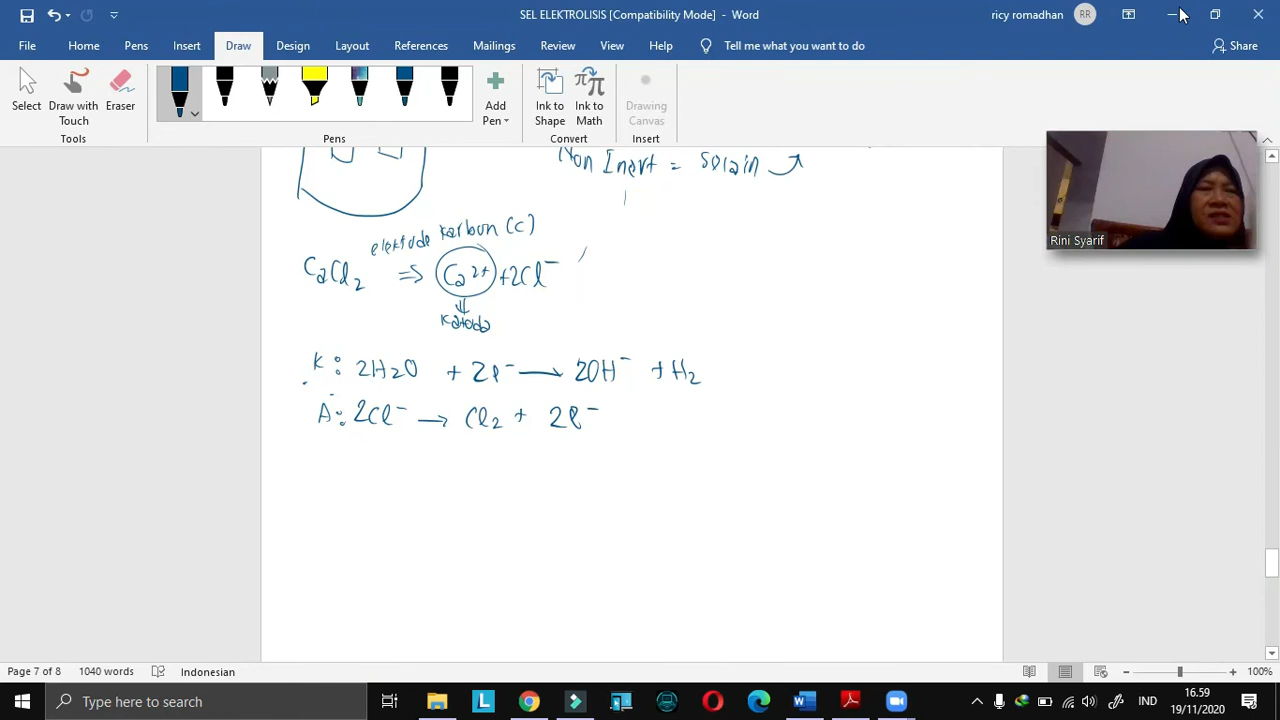 SEL ELEKTROLISIS [Compatibility Mode] - Word
ricy romadhan
RR
File
Home
Pens
Insert
Draw
Design
Layout
References
Mailings
Review
View
Help
Tell me what you want to do
Share
Select
Draw with Touch
Eraser
Tools
Pens
Add Pen
Ink to Shape
Ink to Math
Convert
Drawing Canvas
Insert
Non Inert = Selain
Rini Syarif
elektrode karbon (c)
CaCl2 ⇒ Ca2+ + 2Cl-
Katoda
K: 2H2O + 2e- → 2OH- + H2
A: 2Cl- → Cl2 + 2e-
Page 7 of 8
1040 words
Indonesian
100%
Type here to search
IND
16.59
19/11/2020